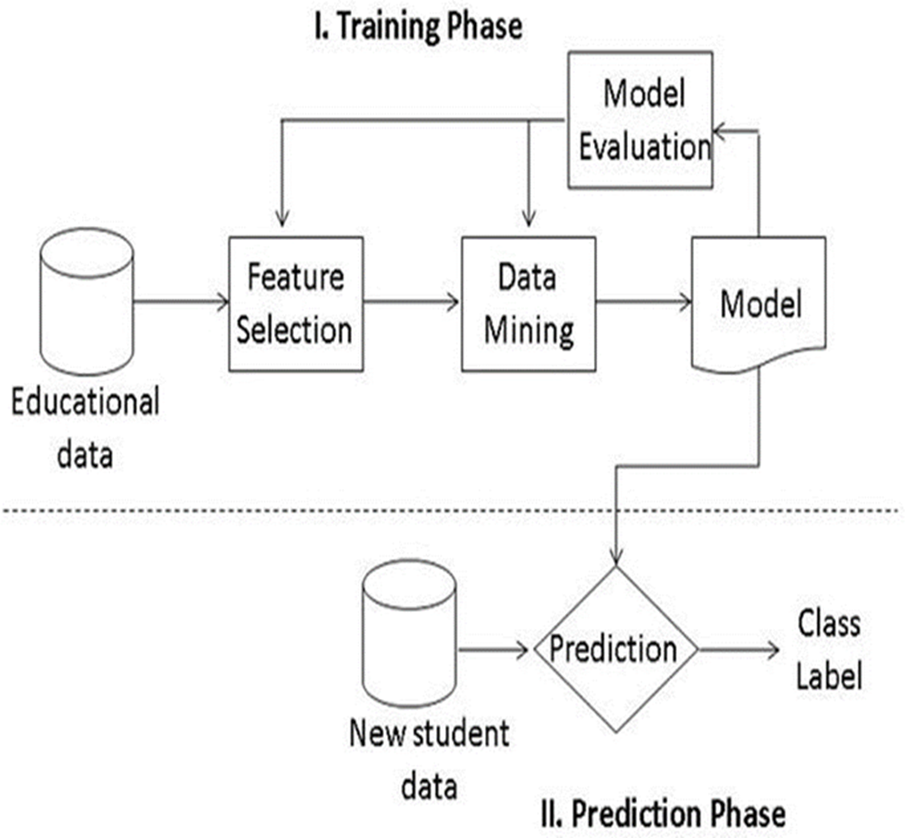 I. Training Phase
Model
Evaluation
Feature
Selection
Data
Mining
Model
Educational
data
Prediction
Class
Label
New student
data
II. Prediction Phase